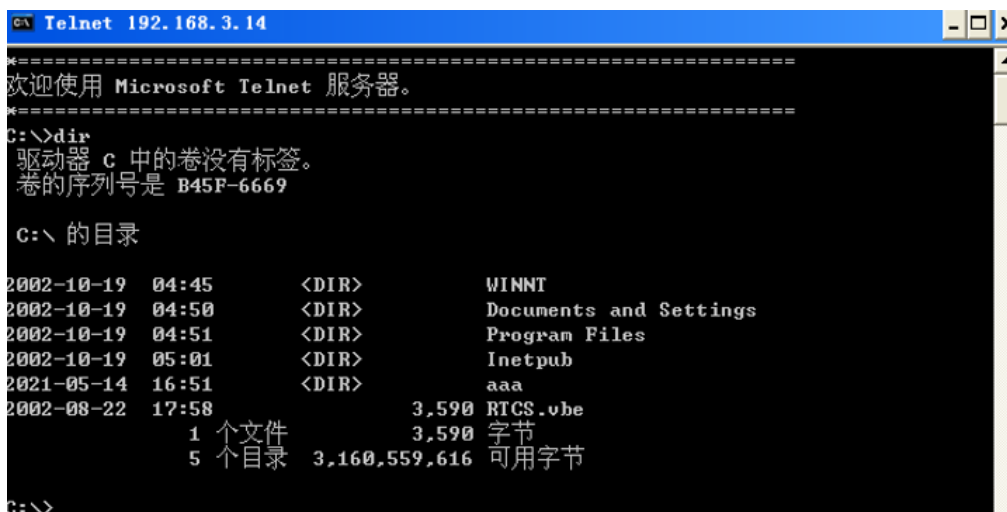 Telnet 192.168.3.14
*===============================================================
欢迎使用 Microsoft Telnet 服务器。
*===============================================================
C:\>dir
驱动器 C 中的卷没有标签。
卷的序列号是 B45F-6669
C:\ 的目录
2002-10-19 04:45 <DIR> WINNT
2002-10-19 04:50 <DIR> Documents and Settings
2002-10-19 04:51 <DIR> Program Files
2002-10-19 05:01 <DIR> Inetpub
2021-05-14 16:51 <DIR> aaa
2002-08-22 17:58 3,590 RTCS.vbe
1 个文件 3,590 字节
5 个目录 3,160,559,616 可用字节
C:\>